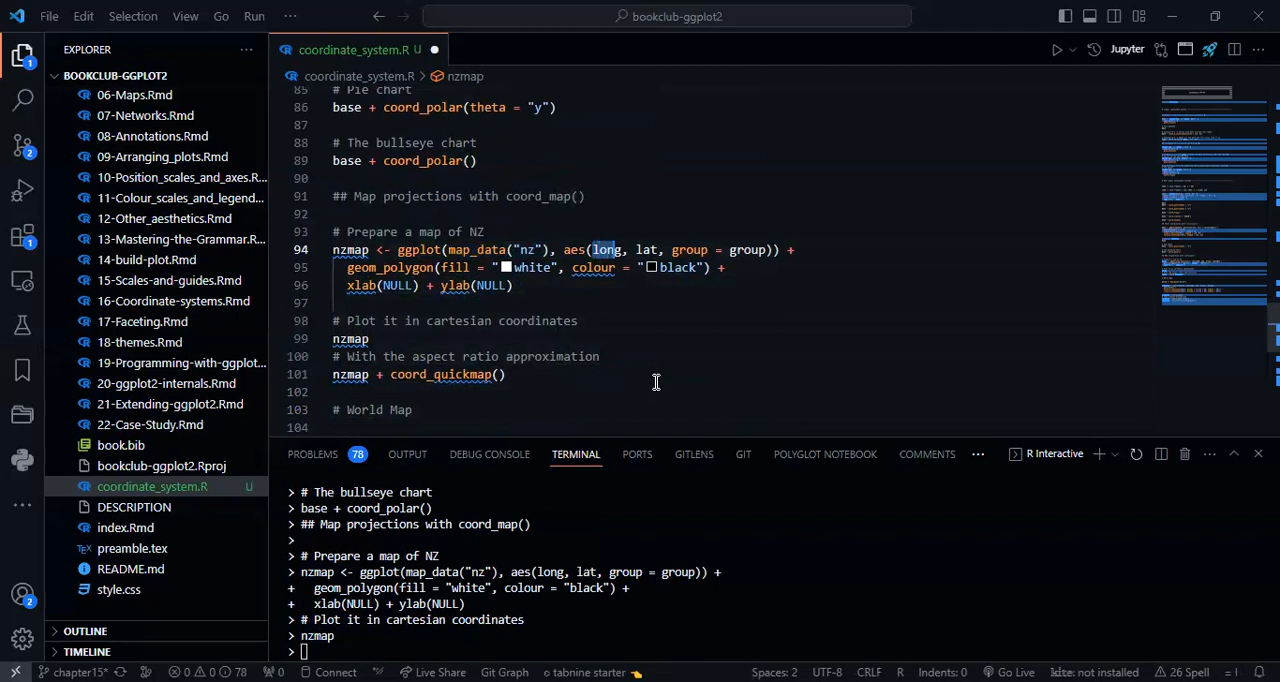 File Edit Selection View Go Run ··· bookclub-ggplot2
EXPLORER ···
BOOKCLUB-GGPLOT2
06-Maps.Rmd
07-Networks.Rmd
08-Annotations.Rmd
09-Arranging_plots.Rmd
10-Position_scales_and_axes.R...
11-Colour_scales_and_legend...
12-Other_aesthetics.Rmd
13-Mastering-the-Grammar.R...
14-build-plot.Rmd
15-Scales-and-guides.Rmd
16-Coordinate-systems.Rmd
17-Faceting.Rmd
18-themes.Rmd
19-Programming-with-ggplot...
20-ggplot2-internals.Rmd
21-Extending-ggplot2.Rmd
22-Case-Study.Rmd
book.bib
bookclub-ggplot2.Rproj
coordinate_system.R U
DESCRIPTION
index.Rmd
preamble.tex
README.md
style.css
OUTLINE
TIMELINE
1
2
1
2
coordinate_system.R U Jupyter
coordinate_system.R > nzmap
85 # Pie chart
86 base + coord_polar(theta = "y")
87
88 # The bullseye chart
89 base + coord_polar()
90
91 ## Map projections with coord_map()
92
93 # Prepare a map of NZ
94 nzmap <- ggplot(map_data("nz"), aes(long, lat, group = group)) +
95 geom_polygon(fill = "white", colour = "black") +
96 xlab(NULL) + ylab(NULL)
97
98 # Plot it in cartesian coordinates
99 nzmap
100 # With the aspect ratio approximation
101 nzmap + coord_quickmap()
102
103 # World Map
104
PROBLEMS 78 OUTPUT DEBUG CONSOLE TERMINAL PORTS GITLENS GIT POLYGLOT NOTEBOOK COMMENTS ··· R Interactive
> # The bullseye chart
> base + coord_polar()
> ## Map projections with coord_map()
>
> # Prepare a map of NZ
> nzmap <- ggplot(map_data("nz"), aes(long, lat, group = group)) +
+ geom_polygon(fill = "white", colour = "black") +
+ xlab(NULL) + ylab(NULL)
> # Plot it in cartesian coordinates
> nzmap
>
chapter15* 0 0 78 0 Connect Live Share Git Graph tabnine starter Spaces: 2 UTF-8 CRLF R Indents: 0 Go Live not installed 26 Spell